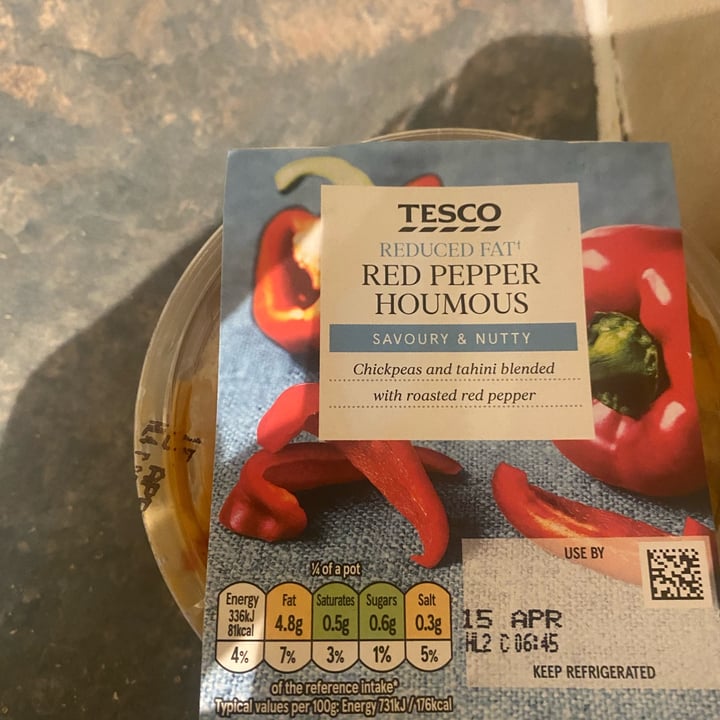 TESCO
REDUCED FAT†
RED PEPPER
HOUMOUS
SAVOURY & NUTTY
Chickpeas and tahini blended
with roasted red pepper
USE BY
15 APR
HL2 C 06:45
KEEP REFRIGERATED
¼ of a pot
Energy Fat Saturates Sugars Salt
336kJ 4.8g 0.5g 0.6g 0.3g
81kcal
4% 7% 3% 1% 5%
of the reference intake*
Typical values per 100g: Energy 731kJ / 176kcal